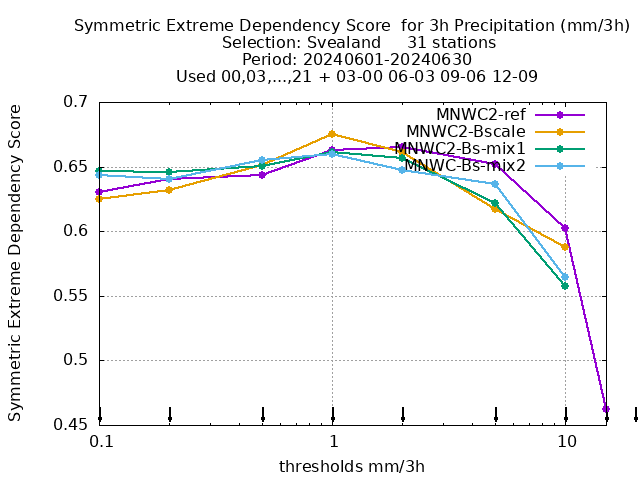 Symmetric Extreme Dependency Score  for 3h Precipitation (mm/3h)
Selection: Svealand     31 stations
Period: 20240601-20240630
Used 00,03,...,21 + 03-00 06-03 09-06 12-09
Symmetric Extreme Dependency Score
0.7
0.65
0.6
0.55
0.5
0.45
MNWC2-ref
MNWC2-Bscale
MNWC2-Bs-mix1
MNWC-Bs-mix2
0.1
1
10
thresholds mm/3h